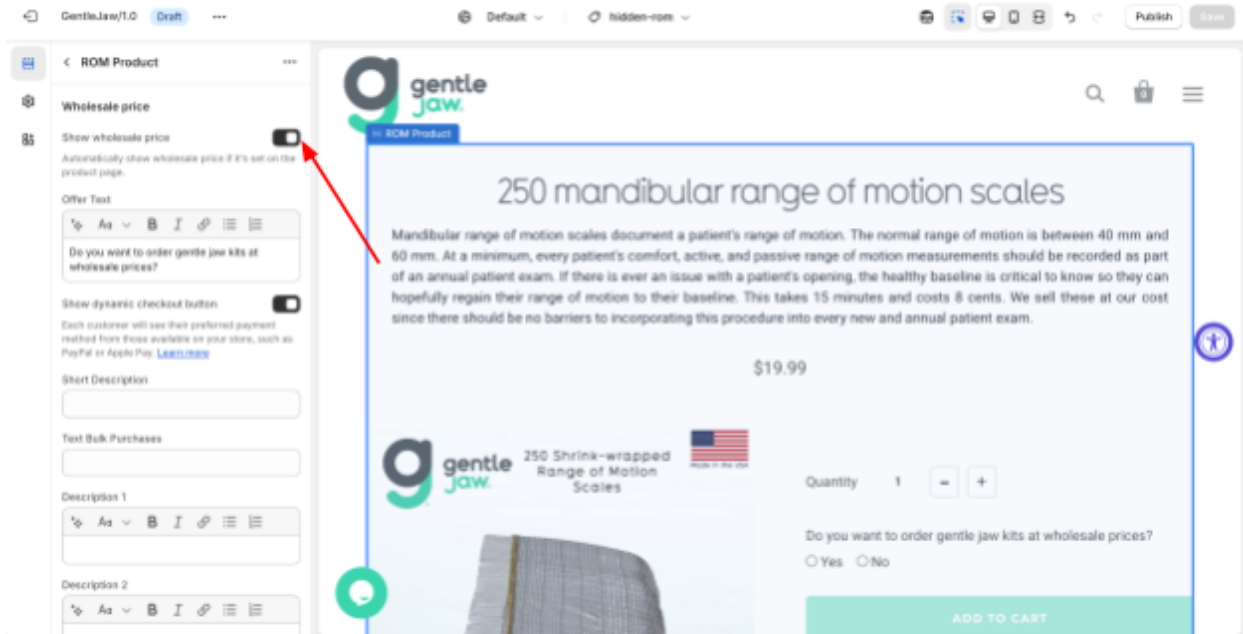 GentleJaw/1.0 Draft ...
Default
hidden-rom
Publish
Save
ROM Product
Wholesale price
Show wholesale price
Automatically show wholesale price if it's set on the
product page.
Offer Text
Aa B I
Do you want to order gentle jaw kits at
wholesale prices?
Show dynamic checkout button
Each customer will see their preferred payment
method from those available on your store, such as
PayPal or Apple Pay. Learn more
Short Description
Text Bulk Purchases
Description 1
Aa B I
Description 2
Aa B I
gentle
jaw.
0
ROM Product
250 mandibular range of motion scales
Mandibular range of motion scales document a patient's range of motion. The normal range of motion is between 40 mm and
60 mm. At a minimum, every patient's comfort, active, and passive range of motion measurements should be recorded as part
of an annual patient exam. If there is ever an issue with a patient's opening, the healthy baseline is critical to know so they can
hopefully regain their range of motion to their baseline. This takes 15 minutes and costs 8 cents. We sell these at our cost
since there should be no barriers to incorporating this procedure into every new and annual patient exam.
$19.99
gentle
jaw.
250 Shrink-wrapped
Range of Motion
Scales
Made in the USA
Quantity 1 - +
Do you want to order gentle jaw kits at wholesale prices?
Yes No
ADD TO CART